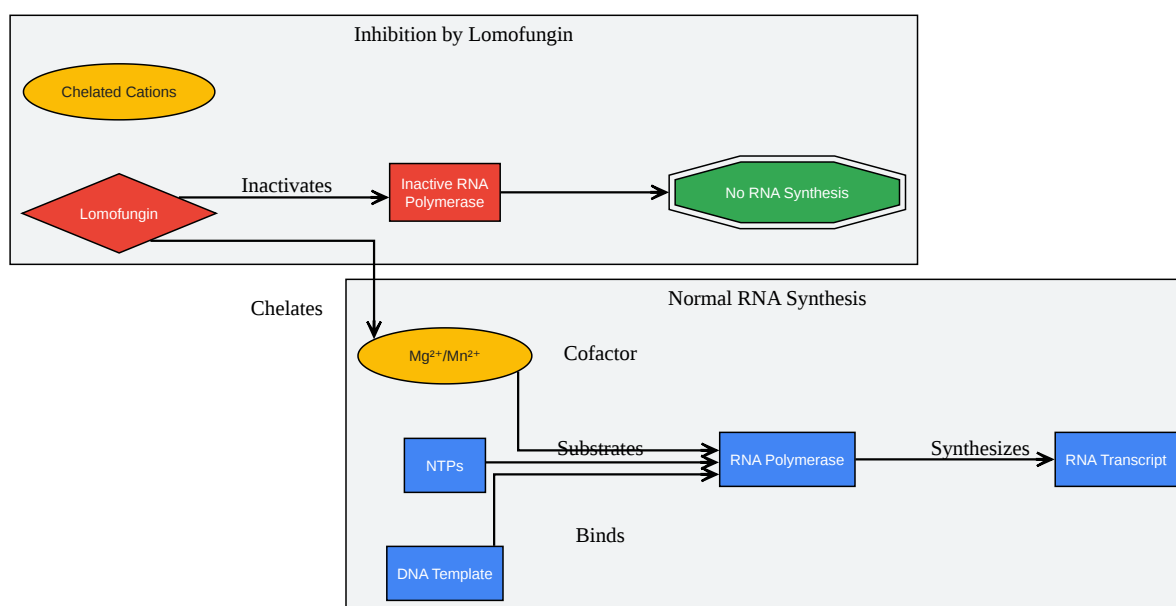 Inhibition by Lomofungin
Chelated Cations
Inactivates
Inactive RNA
Polymerase
No RNA Synthesis
Lomofungin
Chelates
Normal RNA Synthesis
Mg²⁺/Mn²⁺
Cofactor
NTPs
Substrates
RNA Polymerase
Synthesizes
RNA Transcript
Binds
DNA Template